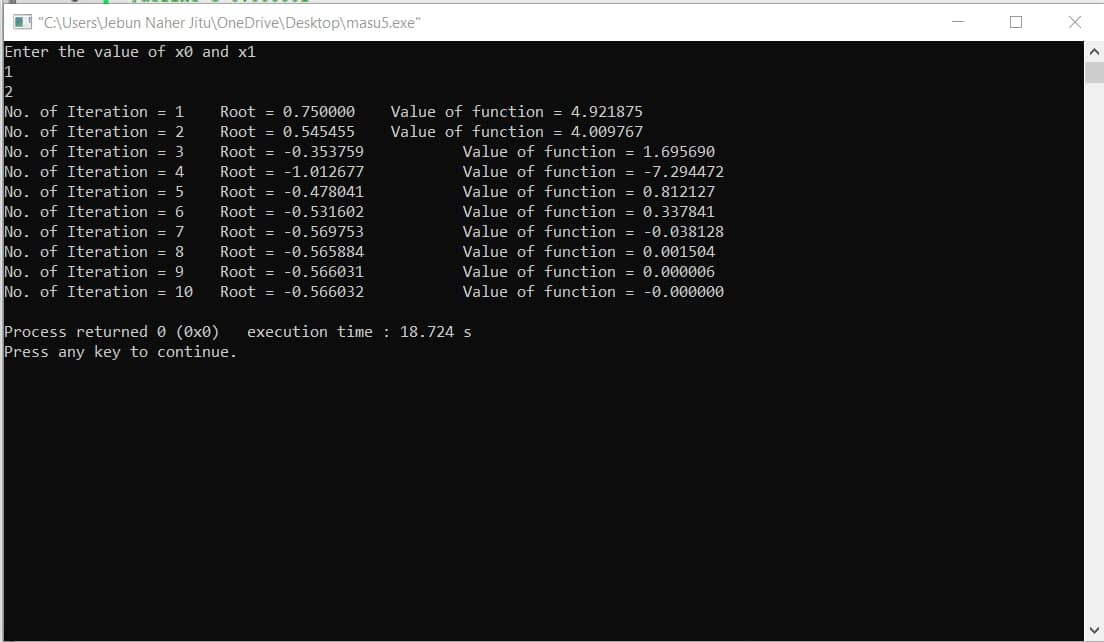 "C:\Users\Jebun Naher Jitu\OneDrive\Desktop\masu5.exe"
Enter the value of x0 and x1
1
2
No. of Iteration = 1    Root = 0.750000    Value of function = 4.921875
No. of Iteration = 2    Root = 0.545455    Value of function = 4.009767
No. of Iteration = 3    Root = -0.353759           Value of function = 1.695690
No. of Iteration = 4    Root = -1.012677           Value of function = -7.294472
No. of Iteration = 5    Root = -0.478041           Value of function = 0.812127
No. of Iteration = 6    Root = -0.531602           Value of function = 0.337841
No. of Iteration = 7    Root = -0.569753           Value of function = -0.038128
No. of Iteration = 8    Root = -0.565884           Value of function = 0.001504
No. of Iteration = 9    Root = -0.566031           Value of function = 0.000006
No. of Iteration = 10   Root = -0.566032           Value of function = -0.000000
Process returned 0 (0x0)   execution time : 18.724 s
Press any key to continue.